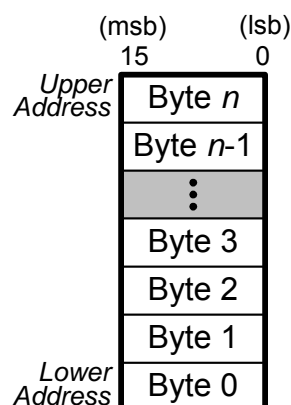 (msb) (lsb)
15 0
Upper
Address
Byte n
Byte n-1
Byte 3
Byte 2
Byte 1
Lower
Address
Byte 0